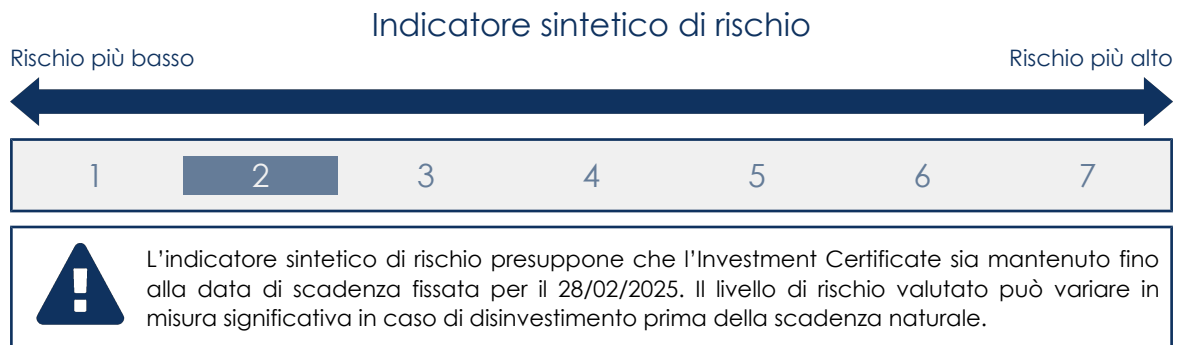 Indicatore sintetico di rischio
Rischio più basso Rischio più alto
1 2 3 4 5 6 7
L'indicatore sintetico di rischio presuppone che l'Investment Certificate sia mantenuto fino
alla data di scadenza fissata per il 28/02/2025. Il livello di rischio valutato può variare in
misura significativa in caso di disinvestimento prima della scadenza naturale.